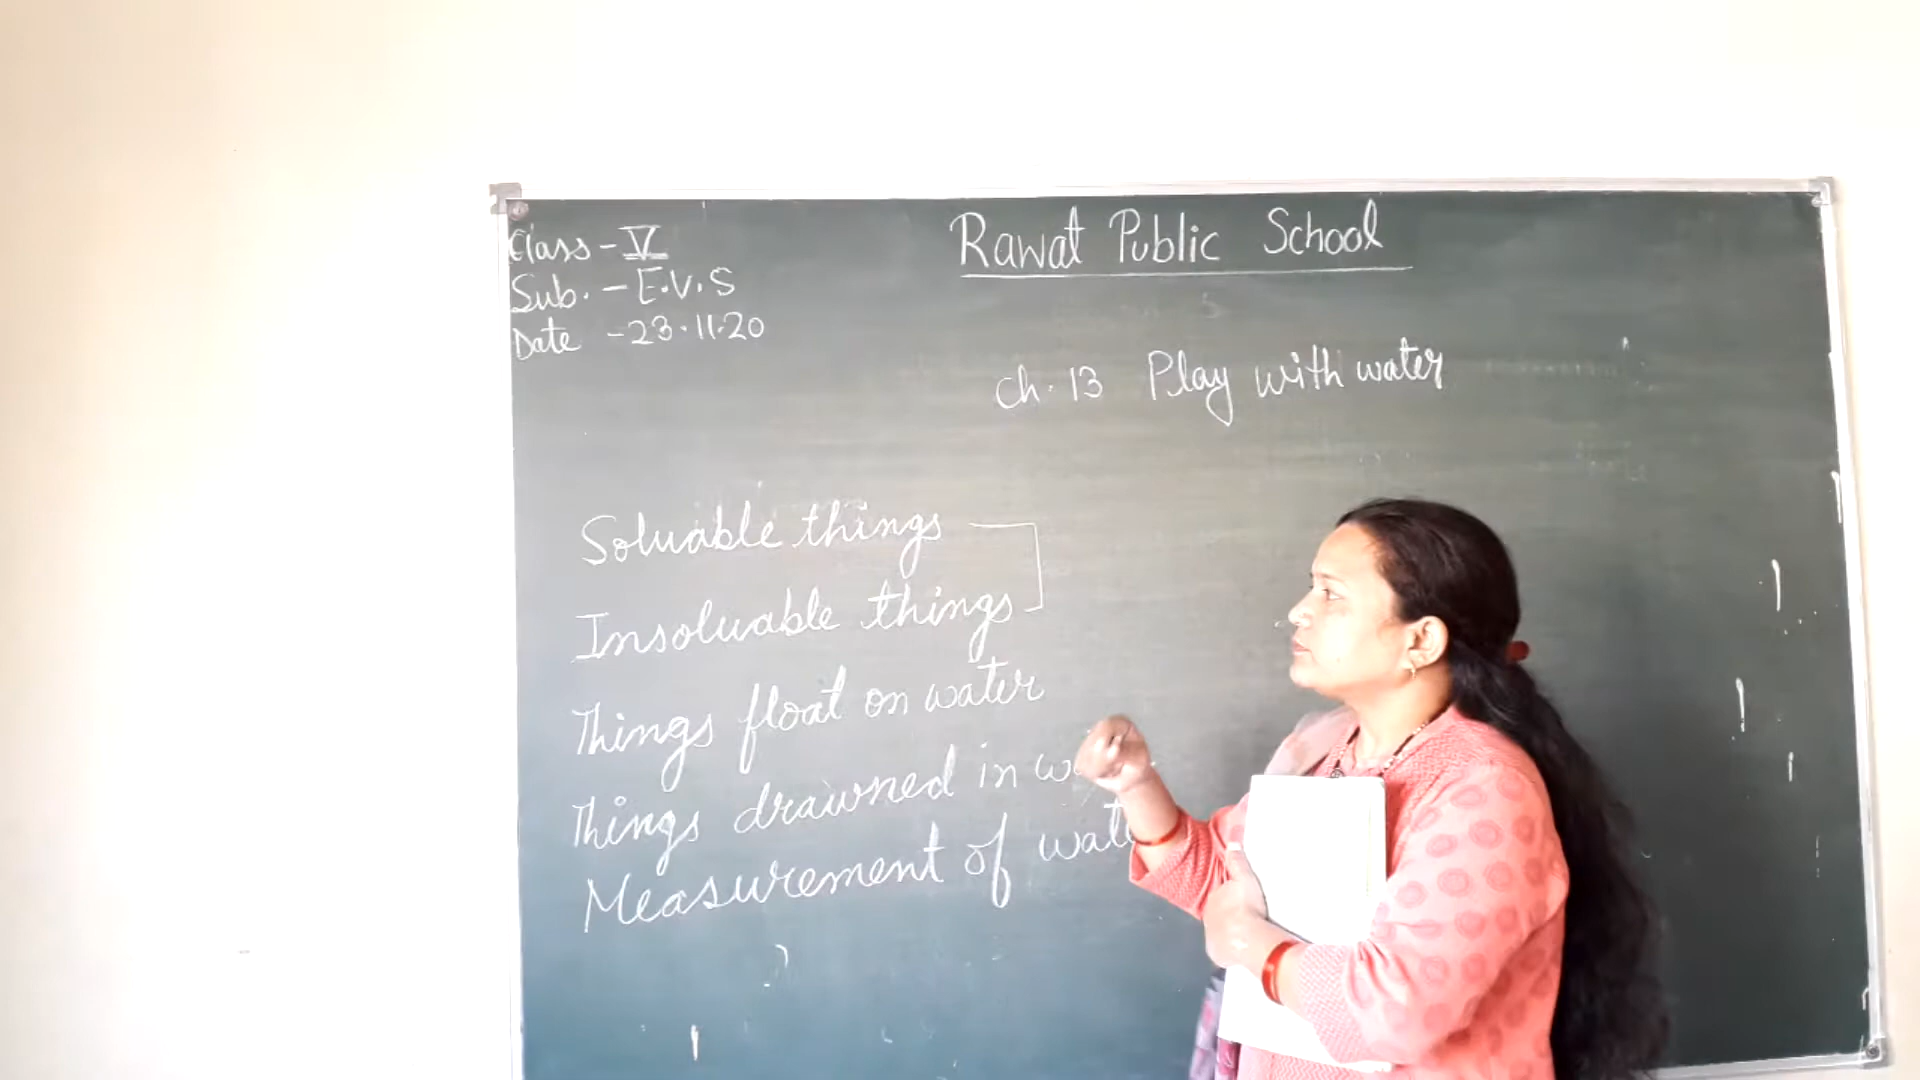 Rawat Public School
Class - V
Sub. - E.V.S
Date - 23.11.20
Ch. 13 Play with water
Soluable things
Insoluable things
Things float on water
Things drawned in
Measurement of